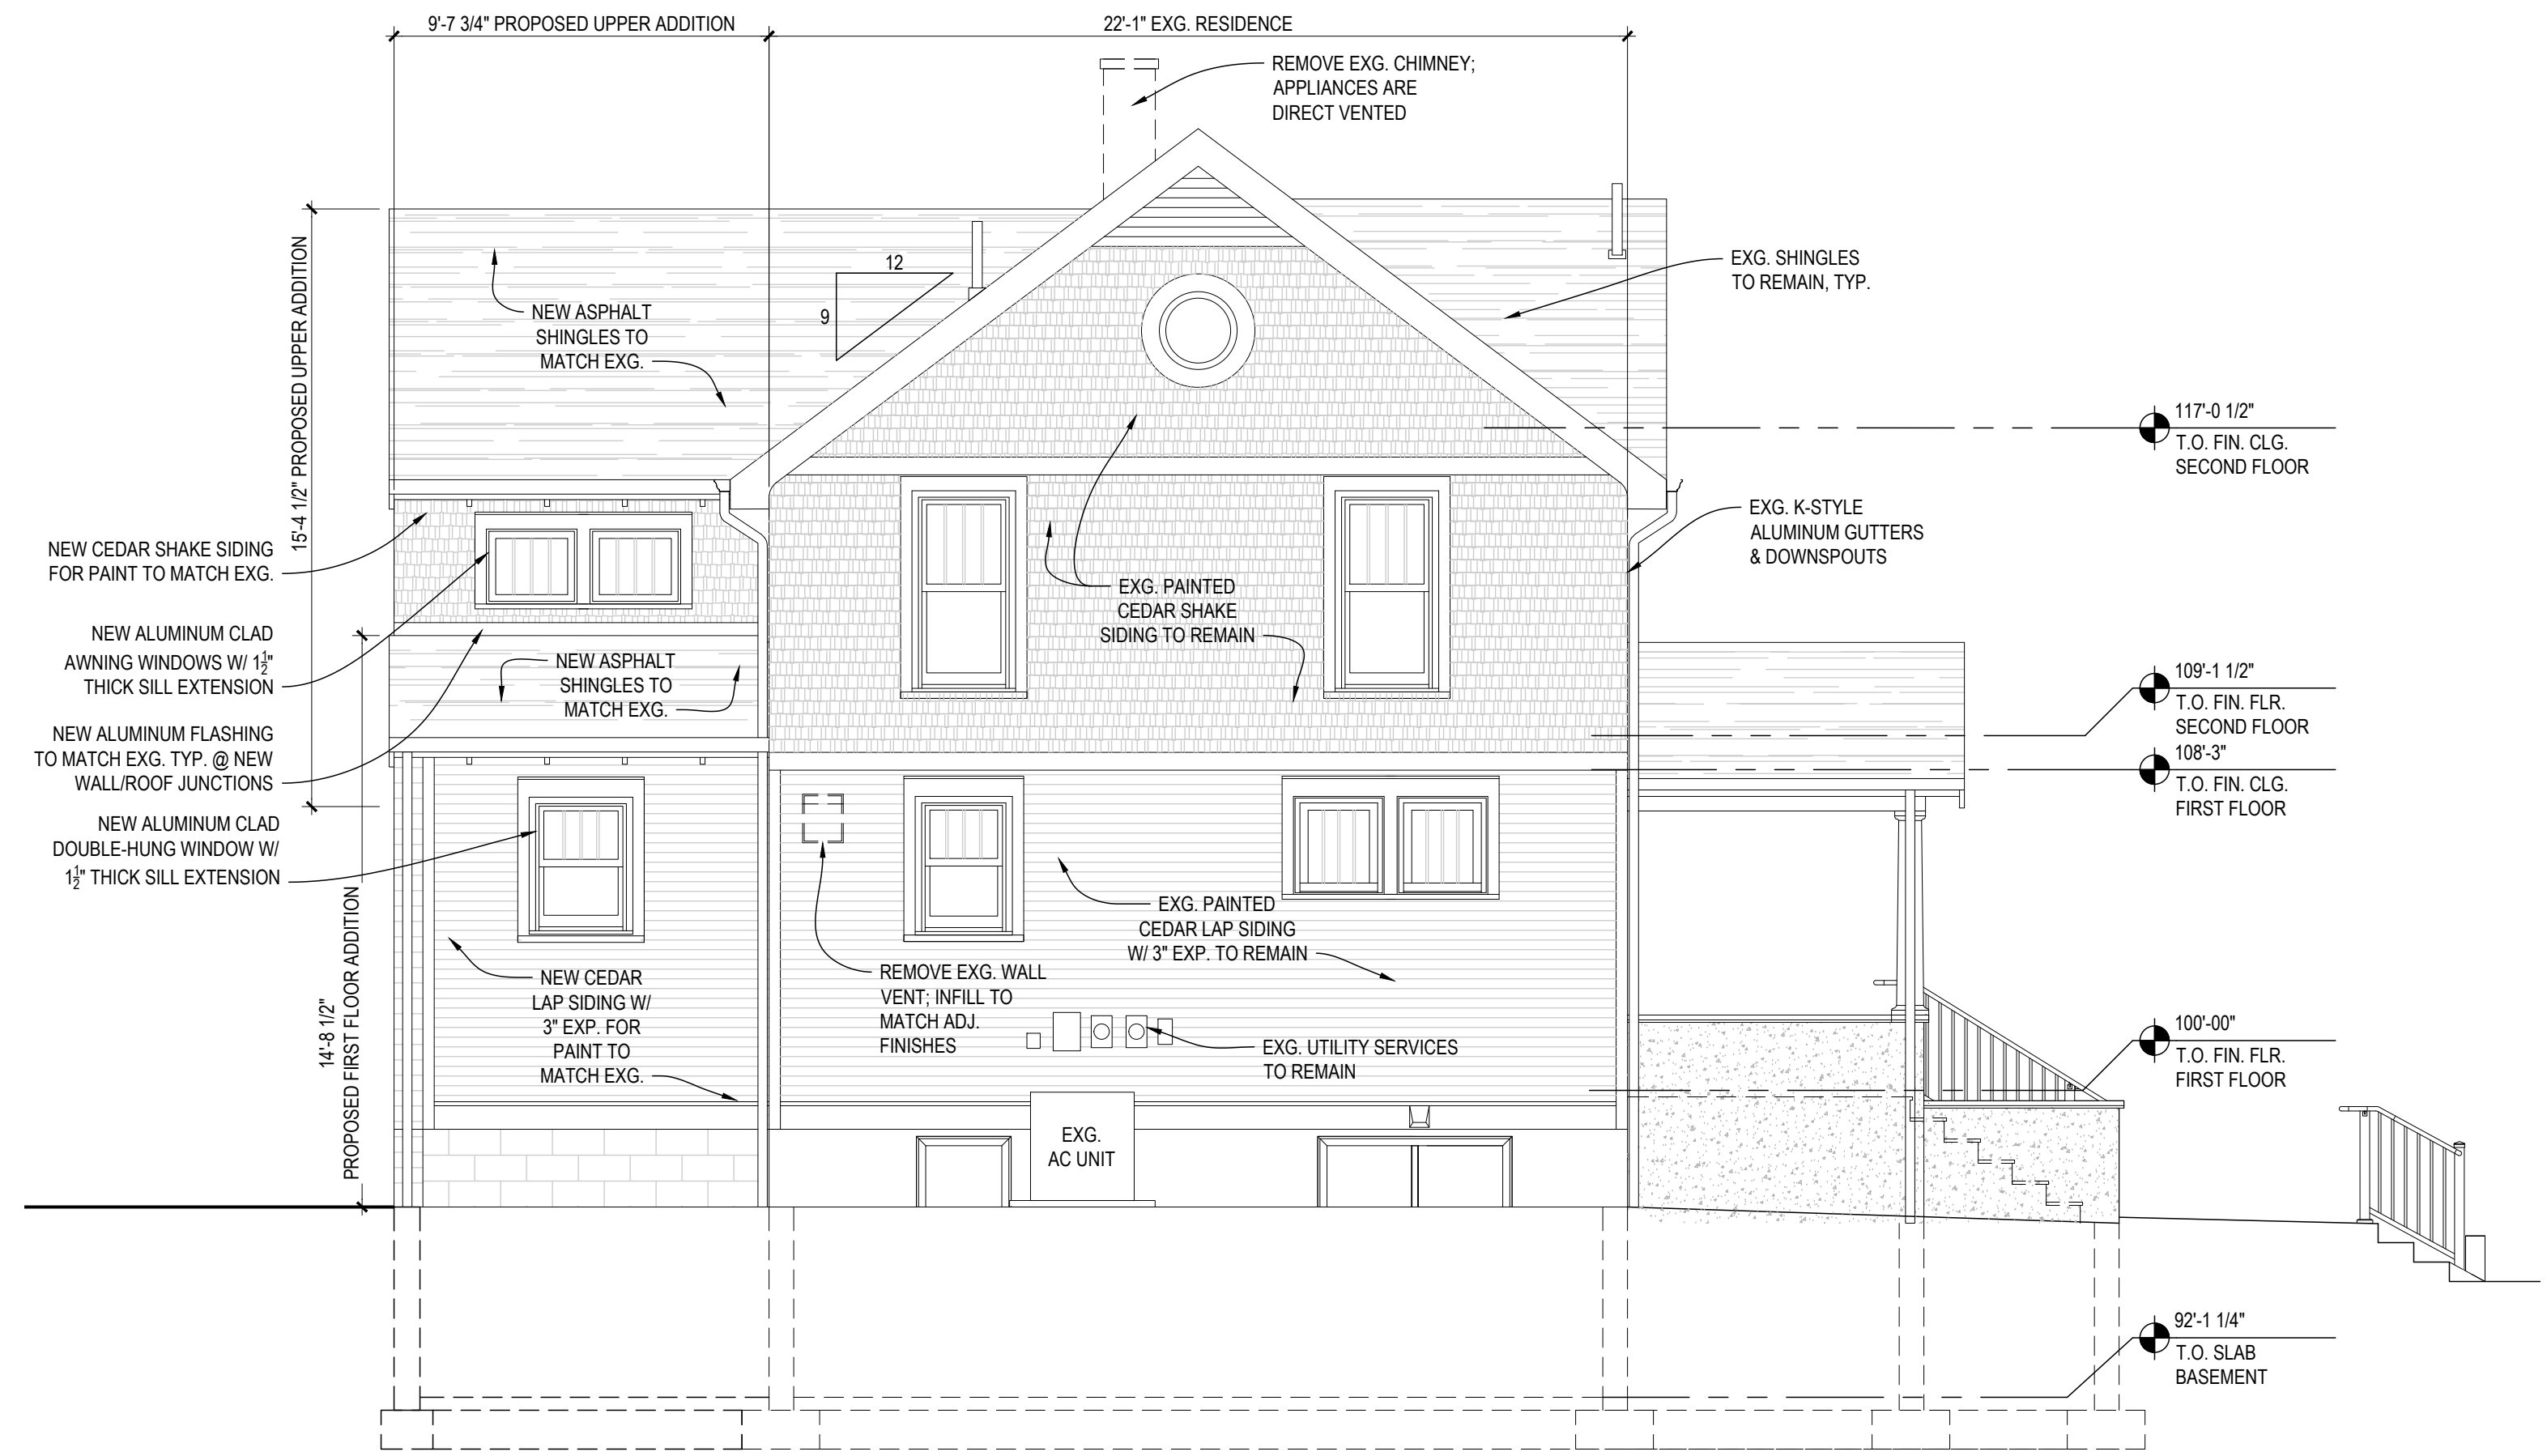 9'-7 3/4" PROPOSED UPPER ADDITION
22'-1" EXG. RESIDENCE
REMOVE EXG. CHIMNEY;
APPLIANCES ARE
DIRECT VENTED
15'-4 1/2" PROPOSED UPPER ADDITION
12
9
NEW ASPHALT
SHINGLES TO
MATCH EXG.
EXG. SHINGLES
TO REMAIN, TYP.
117'-0 1/2"
T.O. FIN. CLG.
SECOND FLOOR
EXG. K-STYLE
ALUMINUM GUTTERS
& DOWNSPOUTS
NEW CEDAR SHAKE SIDING
FOR PAINT TO MATCH EXG.
EXG. PAINTED
CEDAR SHAKE
SIDING TO REMAIN
NEW ALUMINUM CLAD
AWNING WINDOWS W/ 1½"
THICK SILL EXTENSION
NEW ASPHALT
SHINGLES TO
MATCH EXG.
109'-1 1/2"
T.O. FIN. FLR.
SECOND FLOOR
NEW ALUMINUM FLASHING
TO MATCH EXG. TYP. @ NEW
WALL/ROOF JUNCTIONS
108'-3"
T.O. FIN. CLG.
FIRST FLOOR
NEW ALUMINUM CLAD
DOUBLE-HUNG WINDOW W/
1½" THICK SILL EXTENSION
14'-8 1/2"
PROPOSED FIRST FLOOR ADDITION
EXG. PAINTED
CEDAR LAP SIDING
W/ 3" EXP. TO REMAIN
NEW CEDAR
LAP SIDING W/
3" EXP. FOR
PAINT TO
MATCH EXG.
REMOVE EXG. WALL
VENT; INFILL TO
MATCH ADJ.
FINISHES
EXG. UTILITY SERVICES
TO REMAIN
100'-00"
T.O. FIN. FLR.
FIRST FLOOR
EXG.
AC UNIT
92'-1 1/4"
T.O. SLAB
BASEMENT